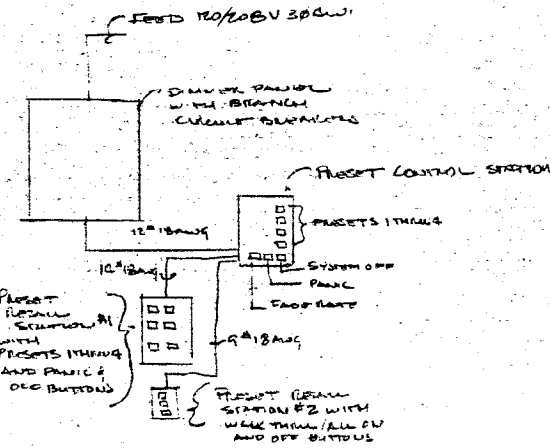 FEED 120/208V 3Ø 4W.
DIMMER PANEL
WITH BRANCH
CIRCUIT BREAKERS
PRESET CONTROL STATION
PRESETS 1 THRU 4
12#18AWG
SYSTEM OFF
PANIC
FADE RATE
#18AWG
PRESET
RECALL
STATION #1
WITH
PRESETS 1 THRU 4
AND PANIC &
OFF BUTTONS
9#18AWG
PRESET RECALL
STATION #2 WITH
WALK THRU / ALL ON
AND OFF BUTTONS